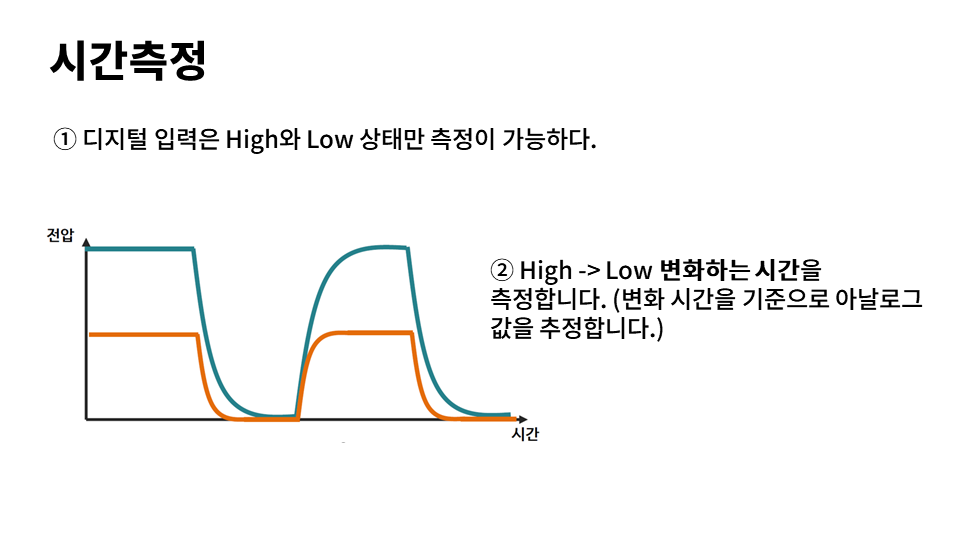 시간측정
① 디지털 입력은 High와 Low 상태만 측정이 가능하다.
전압
② High -> Low 변화하는 시간을
측정합니다. (변화 시간을 기준으로 아날로그
값을 추정합니다.)
시간